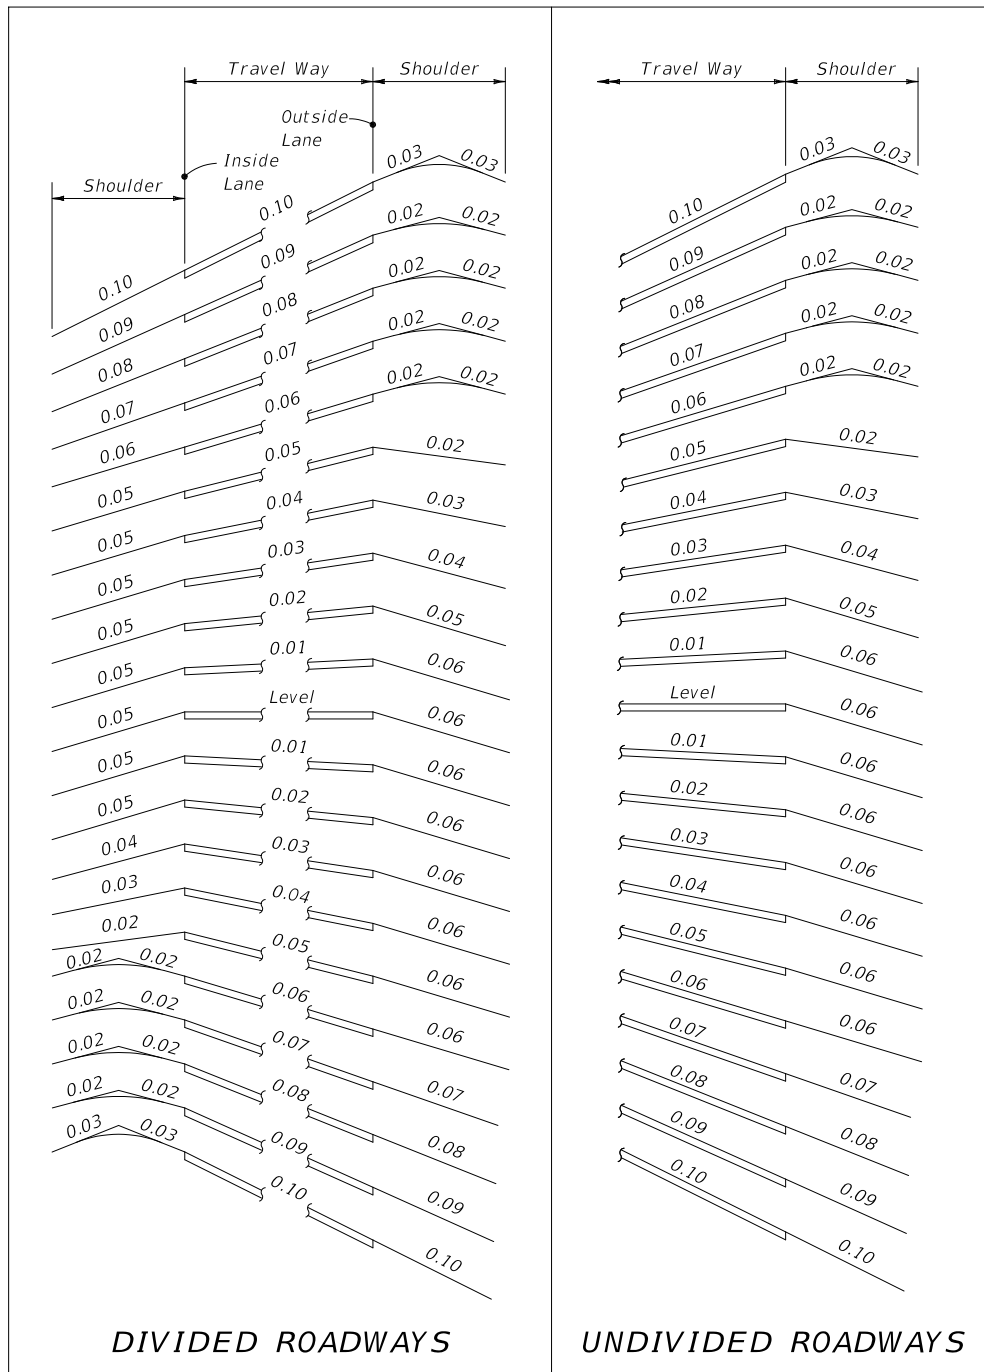 Travel Way
Shoulder
Outside
Lane
Inside
Lane
Shoulder
0.10 0.10 0.03 0.03
0.09 0.09 0.02 0.02
0.08 0.08 0.02 0.02
0.07 0.07 0.02 0.02
0.06 0.06 0.02 0.02
0.05 0.05 0.02
0.05 0.04 0.03
0.05 0.03 0.04
0.05 0.02 0.05
0.05 0.01 0.06
0.05 Level 0.06
0.05 0.01 0.06
0.05 0.02 0.06
0.04 0.03 0.06
0.03 0.04 0.06
0.02 0.05 0.06
0.02 0.02 0.06 0.06
0.02 0.02 0.07 0.07
0.02 0.02 0.08 0.08
0.02 0.02 0.09 0.09
0.03 0.03 0.10 0.10
DIVIDED ROADWAYS
Travel Way
Shoulder
0.10 0.03 0.03
0.09 0.02 0.02
0.08 0.02 0.02
0.07 0.02 0.02
0.06 0.02 0.02
0.05 0.02
0.04 0.03
0.03 0.04
0.02 0.05
0.01 0.06
Level 0.06
0.01 0.06
0.02 0.06
0.03 0.06
0.04 0.06
0.05 0.06
0.06 0.06
0.07 0.07
0.08 0.08
0.09 0.09
0.10 0.10
UNDIVIDED ROADWAYS